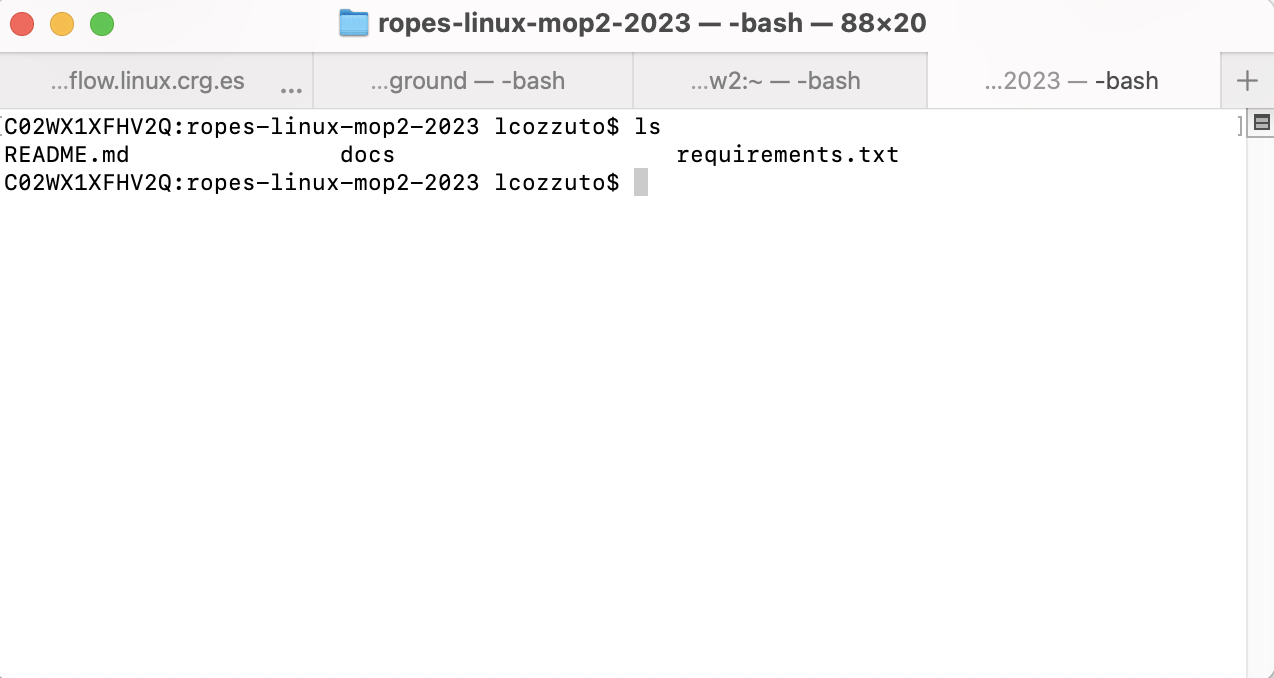 ropes-linux-mop2-2023 — -bash — 88×20
...flow.linux.crg.es ... ...ground — -bash ...w2:~ — -bash ...2023 — -bash +
[C02WX1XFHV2Q:ropes-linux-mop2-2023 lcozzuto$ ls ]
README.md docs requirements.txt
C02WX1XFHV2Q:ropes-linux-mop2-2023 lcozzuto$